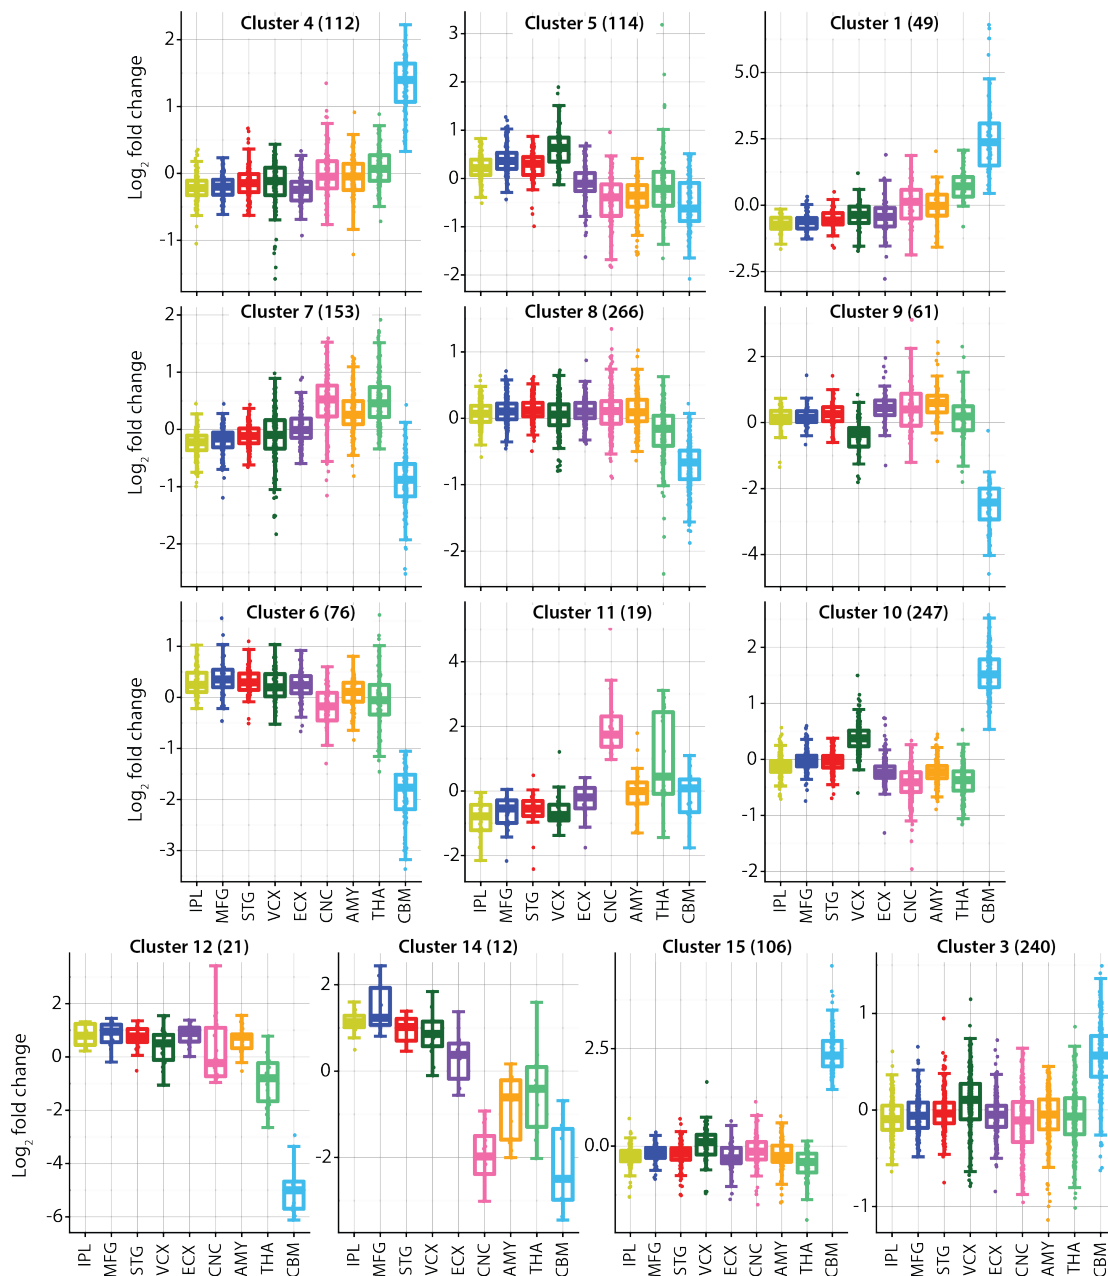 Cluster 4 (112)
Cluster 5 (114)
Cluster 1 (49)
Log2 fold change
2
1
0
-1
3
2
1
0
-1
-2
5.0
2.5
0.0
-2.5
Cluster 7 (153)
Cluster 8 (266)
Cluster 9 (61)
Log2 fold change
2
1
0
-1
-2
1
0
-1
-2
2
0
-2
-4
Cluster 6 (76)
Cluster 11 (19)
Cluster 10 (247)
Log2 fold change
1
0
-1
-2
-3
4
2
0
-2
2
1
0
-1
-2
IPL MFG STG VCX ECX CNC AMY THA CBM
IPL MFG STG VCX ECX CNC AMY THA CBM
IPL MFG STG VCX ECX CNC AMY THA CBM
Cluster 12 (21)
Cluster 14 (12)
Cluster 15 (106)
Cluster 3 (240)
Log2 fold change
2
0
-2
-4
-6
2
0
-2
2.5
0.0
1
0
-1
IPL MFG STG VCX ECX CNC AMY THA CBM
IPL MFG STG VCX ECX CNC AMY THA CBM
IPL MFG STG VCX ECX CNC AMY THA CBM
IPL MFG STG VCX ECX CNC AMY THA CBM